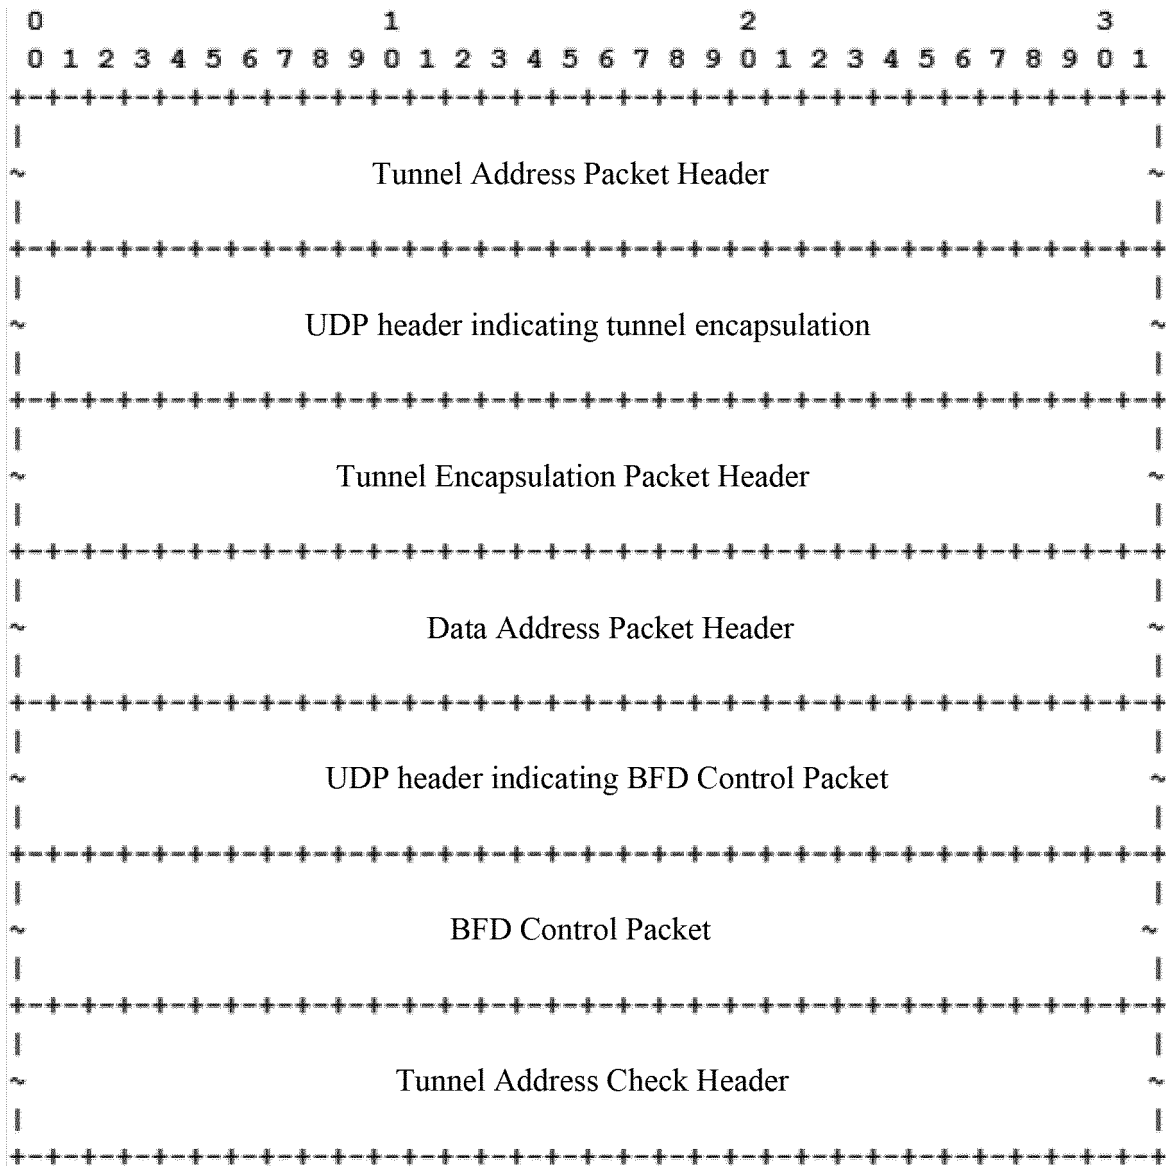 0 1 2 3
0 1 2 3 4 5 6 7 8 9 0 1 2 3 4 5 6 7 8 9 0 1 2 3 4 5 6 7 8 9 0 1
+-+-+-+-+-+-+-+-+-+-+-+-+-+-+-+-+-+-+-+-+-+-+-+-+-+-+-+-+-+-+-+-+
| |
~ Tunnel Address Packet Header ~
| |
+-+-+-+-+-+-+-+-+-+-+-+-+-+-+-+-+-+-+-+-+-+-+-+-+-+-+-+-+-+-+-+-+
| |
~ UDP header indicating tunnel encapsulation ~
| |
+-+-+-+-+-+-+-+-+-+-+-+-+-+-+-+-+-+-+-+-+-+-+-+-+-+-+-+-+-+-+-+-+
| |
~ Tunnel Encapsulation Packet Header ~
| |
+-+-+-+-+-+-+-+-+-+-+-+-+-+-+-+-+-+-+-+-+-+-+-+-+-+-+-+-+-+-+-+-+
| |
~ Data Address Packet Header ~
| |
+-+-+-+-+-+-+-+-+-+-+-+-+-+-+-+-+-+-+-+-+-+-+-+-+-+-+-+-+-+-+-+-+
| |
~ UDP header indicating BFD Control Packet ~
| |
+-+-+-+-+-+-+-+-+-+-+-+-+-+-+-+-+-+-+-+-+-+-+-+-+-+-+-+-+-+-+-+-+
| |
~ BFD Control Packet ~
| |
+-+-+-+-+-+-+-+-+-+-+-+-+-+-+-+-+-+-+-+-+-+-+-+-+-+-+-+-+-+-+-+-+
| |
~ Tunnel Address Check Header ~
| |
+-+-+-+-+-+-+-+-+-+-+-+-+-+-+-+-+-+-+-+-+-+-+-+-+-+-+-+-+-+-+-+-+